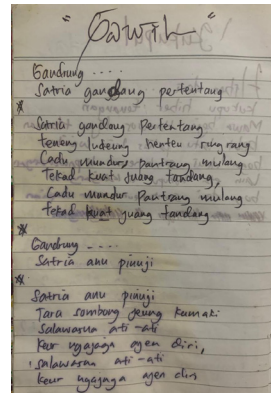 " GAWIL "
Gandrung ....
Satria gandang pertentang
*
Satria gandang pertentang
teneng ludeung henteu ringrang
Cadu mundur pantrang mulang
Tekad kuat juang tandang,
Cadu mundur pantrang mulang
tekad kuat juang tandang
*
Gandrung ....
Satria anu pinuji
*
Satria anu pinuji
Tara sombong jeung kumaki
Salawasna ati-ati
Keur ngajaga ajen diri,
Salawasna ati-ati
Keur ngajaga ajen diri